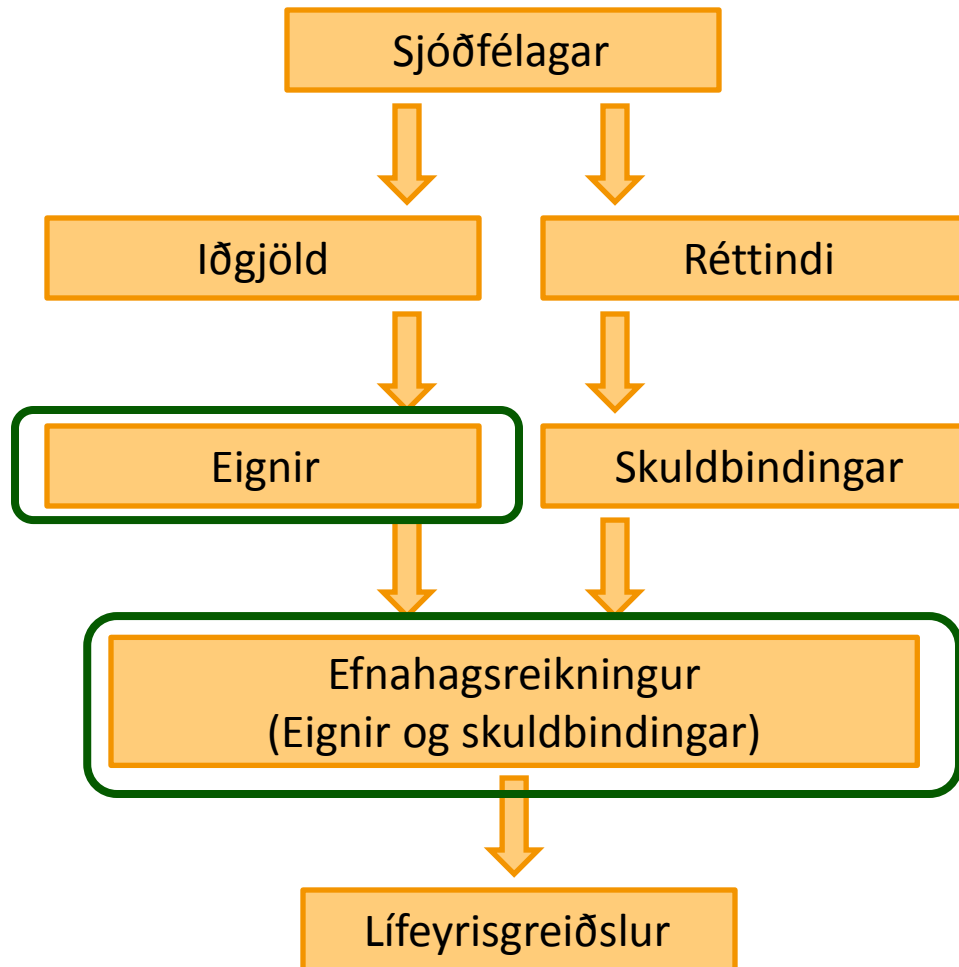 Sjóðfélagar
Iðgjöld
Réttindi
Eignir
Skuldbindingar
Efnahagsreikningur
(Eignir og skuldbindingar)
Lífeyrisgreiðslur